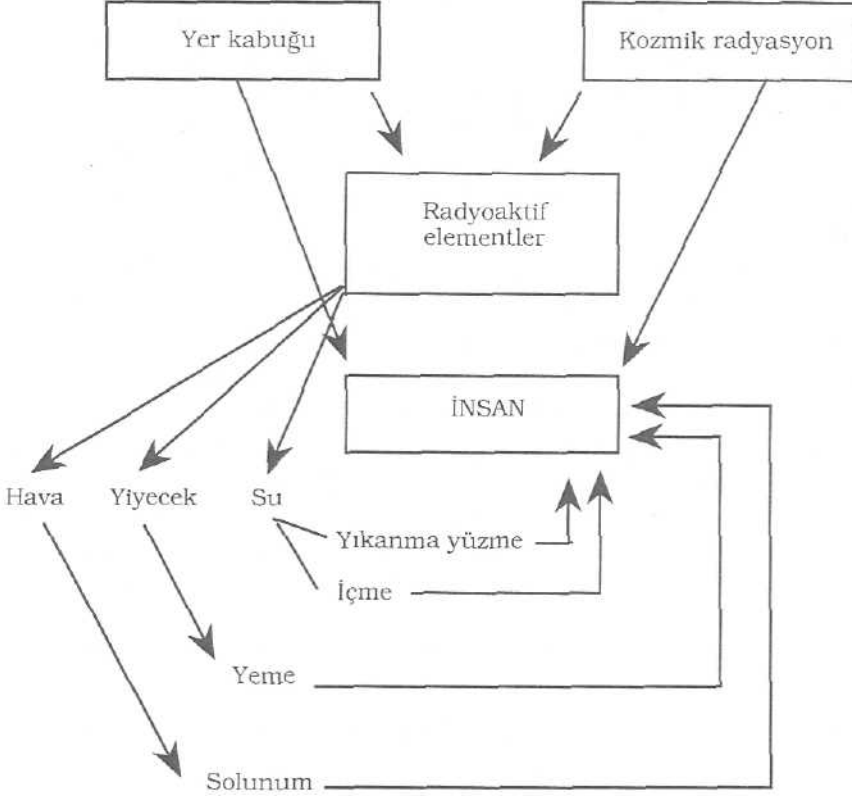 Yer kabuğu
Kozmik radyasyon
Radyoaktif
elementler
İNSAN
Hava
Yiyecek
Su
Yıkanma yüzme
İçme
Yeme
Solunum